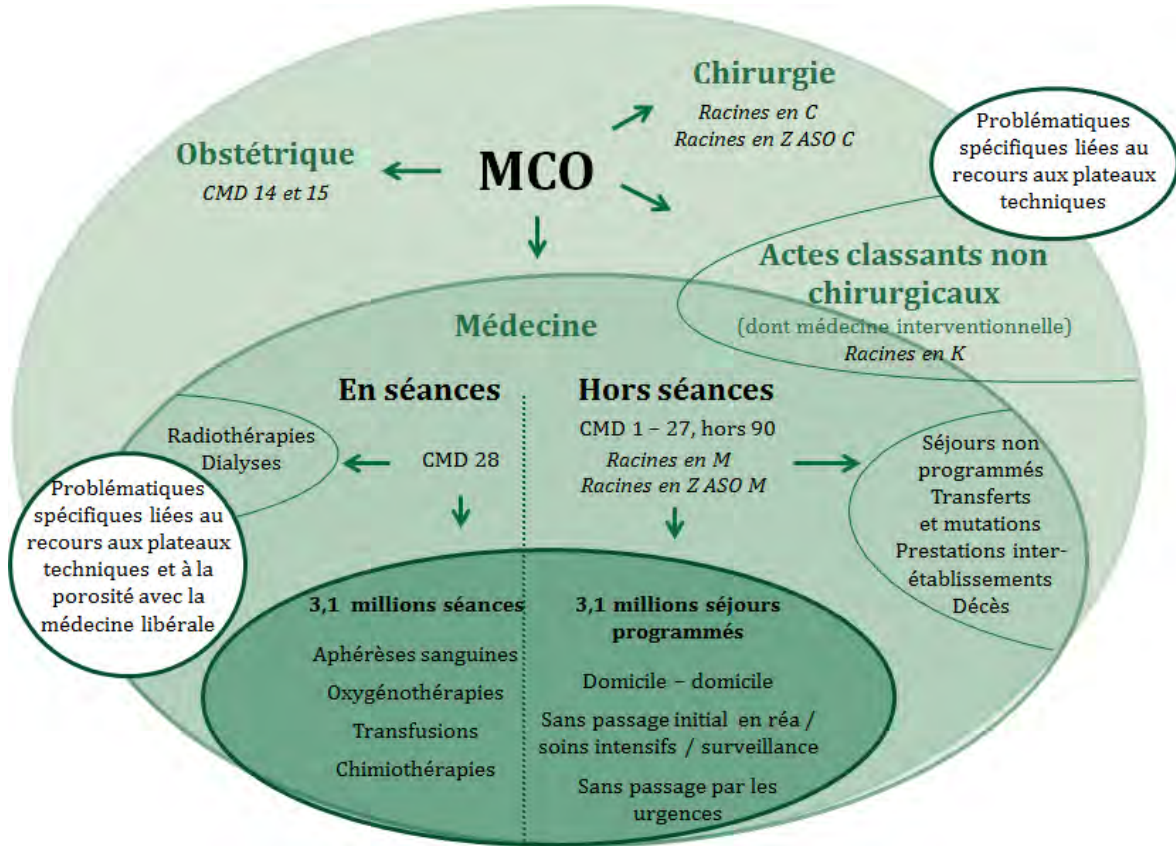 Chirurgie
Racines en C
Racines en Z ASO C
Problématiques
spécifiques liées au
recours aux plateaux
techniques
Obstétrique
CMD 14 et 15
MCO
Actes classants non
chirurgicaux
(dont médecine interventionnelle)
Racines en K
Médecine
En séances
Hors séances
CMD 1 – 27, hors 90
Racines en M
Racines en Z ASO M
CMD 28
Radiothérapies
Dialyses
Problématiques
spécifiques liées au
recours aux plateaux
techniques et à la
porosité avec la
médecine libérale
Séjours non
programmés
Transferts
et mutations
Prestations inter-
établissements
Décès
3,1 millions séances
Aphérèses sanguines
Oxygénothérapies
Transfusions
Chimiothérapies
3,1 millions séjours
programmés
Domicile – domicile
Sans passage initial en réa /
soins intensifs / surveillance
Sans passage par les
urgences